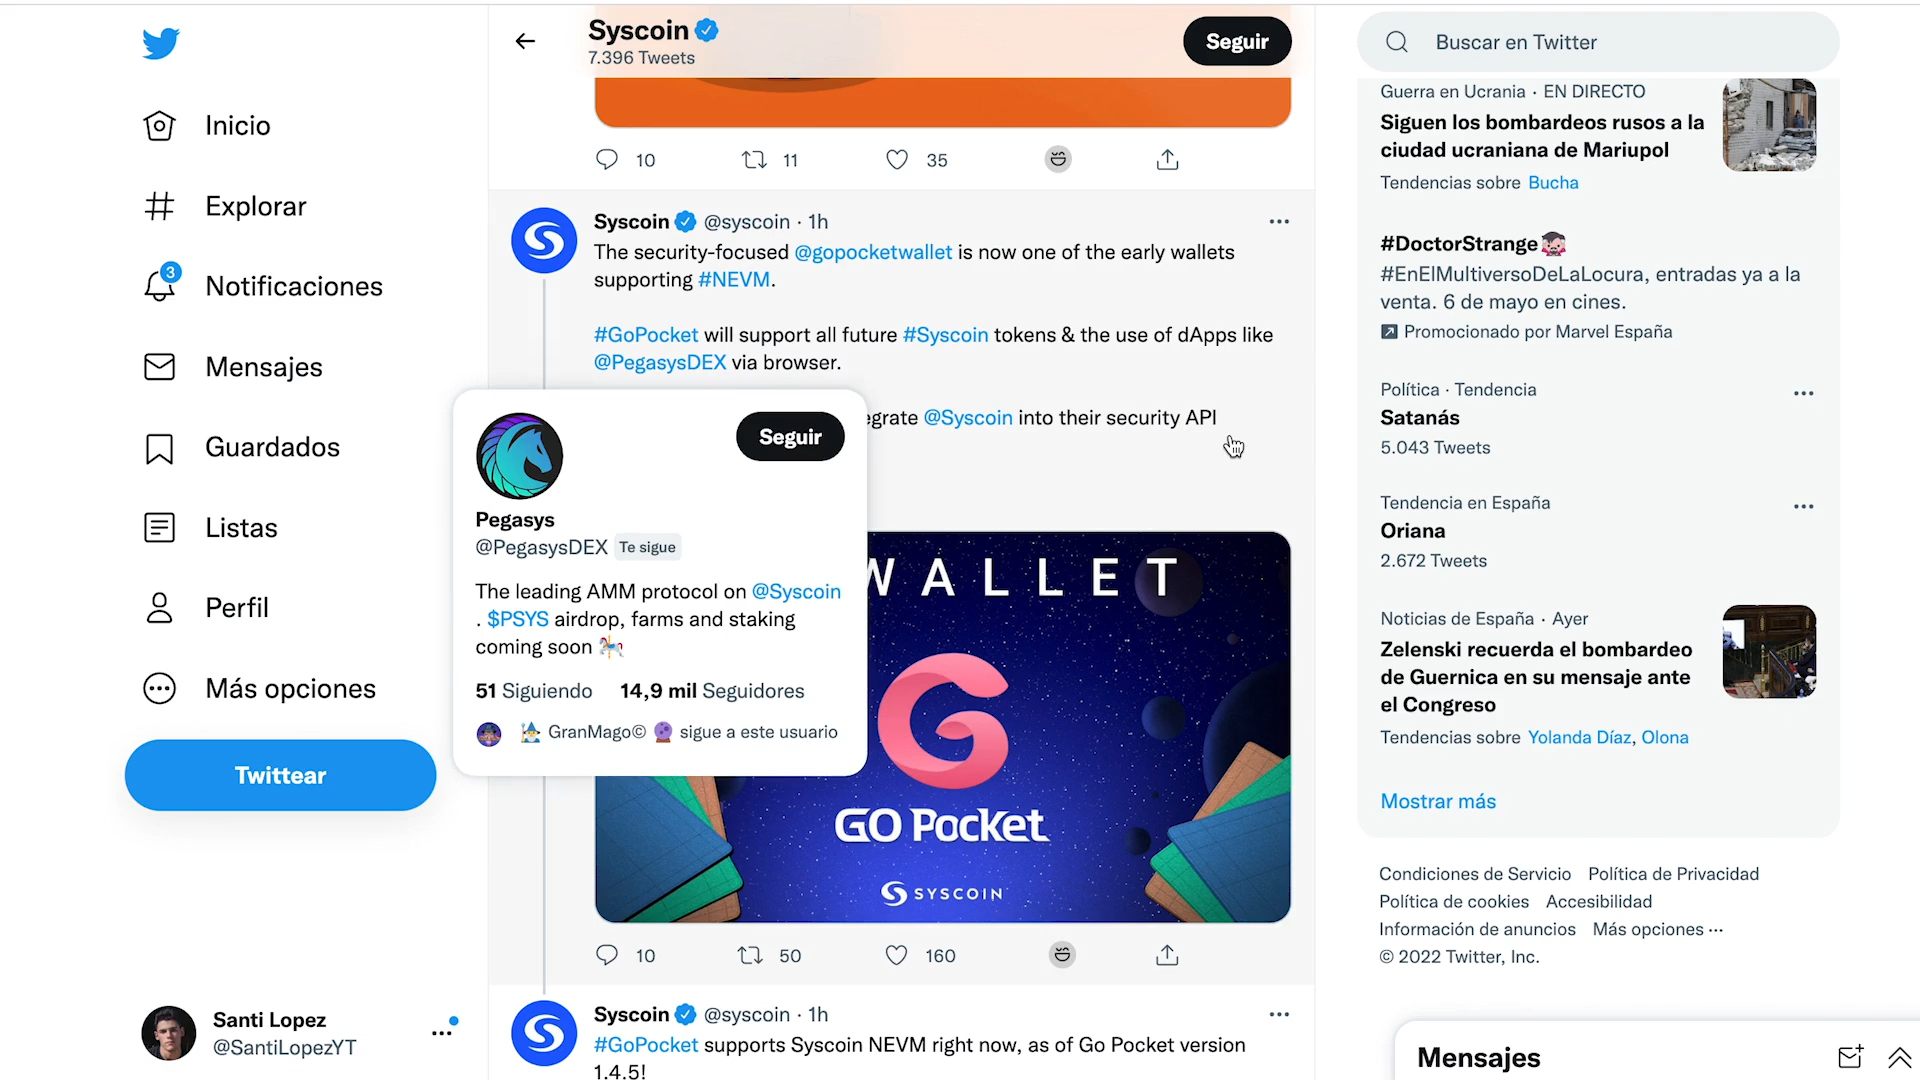 Inicio
Explorar
3
Notificaciones
Mensajes
Guardados
Listas
Perfil
Más opciones
Twittear
Santi Lopez
@SantiLopezYT
Syscoin
7.396 Tweets
Seguir
10 11 35
Syscoin @syscoin · 1h
The security-focused @gopocketwallet is now one of the early wallets
supporting #NEVM.
#GoPocket will support all future #Syscoin tokens & the use of dApps like
@PegasysDEX via browser.
egrate @Syscoin into their security API
Seguir
Pegasys
@PegasysDEX Te sigue
The leading AMM protocol on @Syscoin
. $PSYS airdrop, farms and staking
coming soon
51 Siguiendo 14,9 mil Seguidores
GranMago© sigue a este usuario
WALLET
GO Pocket
SYSCOIN
10 50 160
Syscoin @syscoin · 1h
#GoPocket supports Syscoin NEVM right now, as of Go Pocket version
1.4.5!
Buscar en Twitter
Guerra en Ucrania · EN DIRECTO
Siguen los bombardeos rusos a la
ciudad ucraniana de Mariupol
Tendencias sobre Bucha
#DoctorStrange
#EnElMultiversoDeLaLocura, entradas ya a la
venta. 6 de mayo en cines.
Promocionado por Marvel España
Política · Tendencia
Satanás
5.043 Tweets
Tendencia en España
Oriana
2.672 Tweets
Noticias de España · Ayer
Zelenski recuerda el bombardeo
de Guernica en su mensaje ante
el Congreso
Tendencias sobre Yolanda Díaz, Olona
Mostrar más
Condiciones de Servicio Política de Privacidad
Política de cookies Accesibilidad
Información de anuncios Más opciones ···
© 2022 Twitter, Inc.
Mensajes